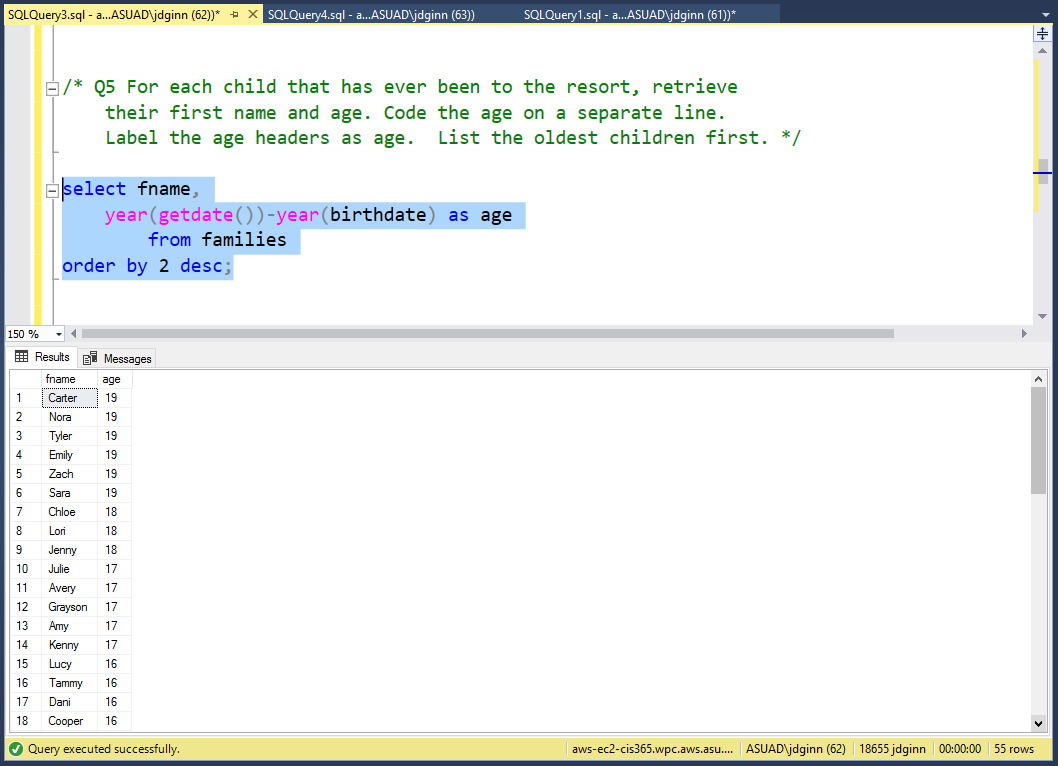 SQLQuery3.sql - a...ASUAD\jdginn (62))* SQLQuery4.sql - a...ASUAD\jdginn (63)) SQLQuery1.sql - a...ASUAD\jdginn (61))*
/* Q5 For each child that has ever been to the resort, retrieve
their first name and age. Code the age on a separate line.
Label the age headers as age.  List the oldest children first. */
select fname,
year(getdate())-year(birthdate) as age
from families
order by 2 desc;
150 %
Results Messages
fname age
1 Carter 19
2 Nora 19
3 Tyler 19
4 Emily 19
5 Zach 19
6 Sara 19
7 Chloe 18
8 Lori 18
9 Jenny 18
10 Julie 17
11 Avery 17
12 Grayson 17
13 Amy 17
14 Kenny 17
15 Lucy 16
16 Tammy 16
17 Dani 16
18 Cooper 16
Query executed successfully. aws-ec2-cis365.wpc.aws.asu.... ASUAD\jdginn (62) 18655 jdginn 00:00:00 55 rows